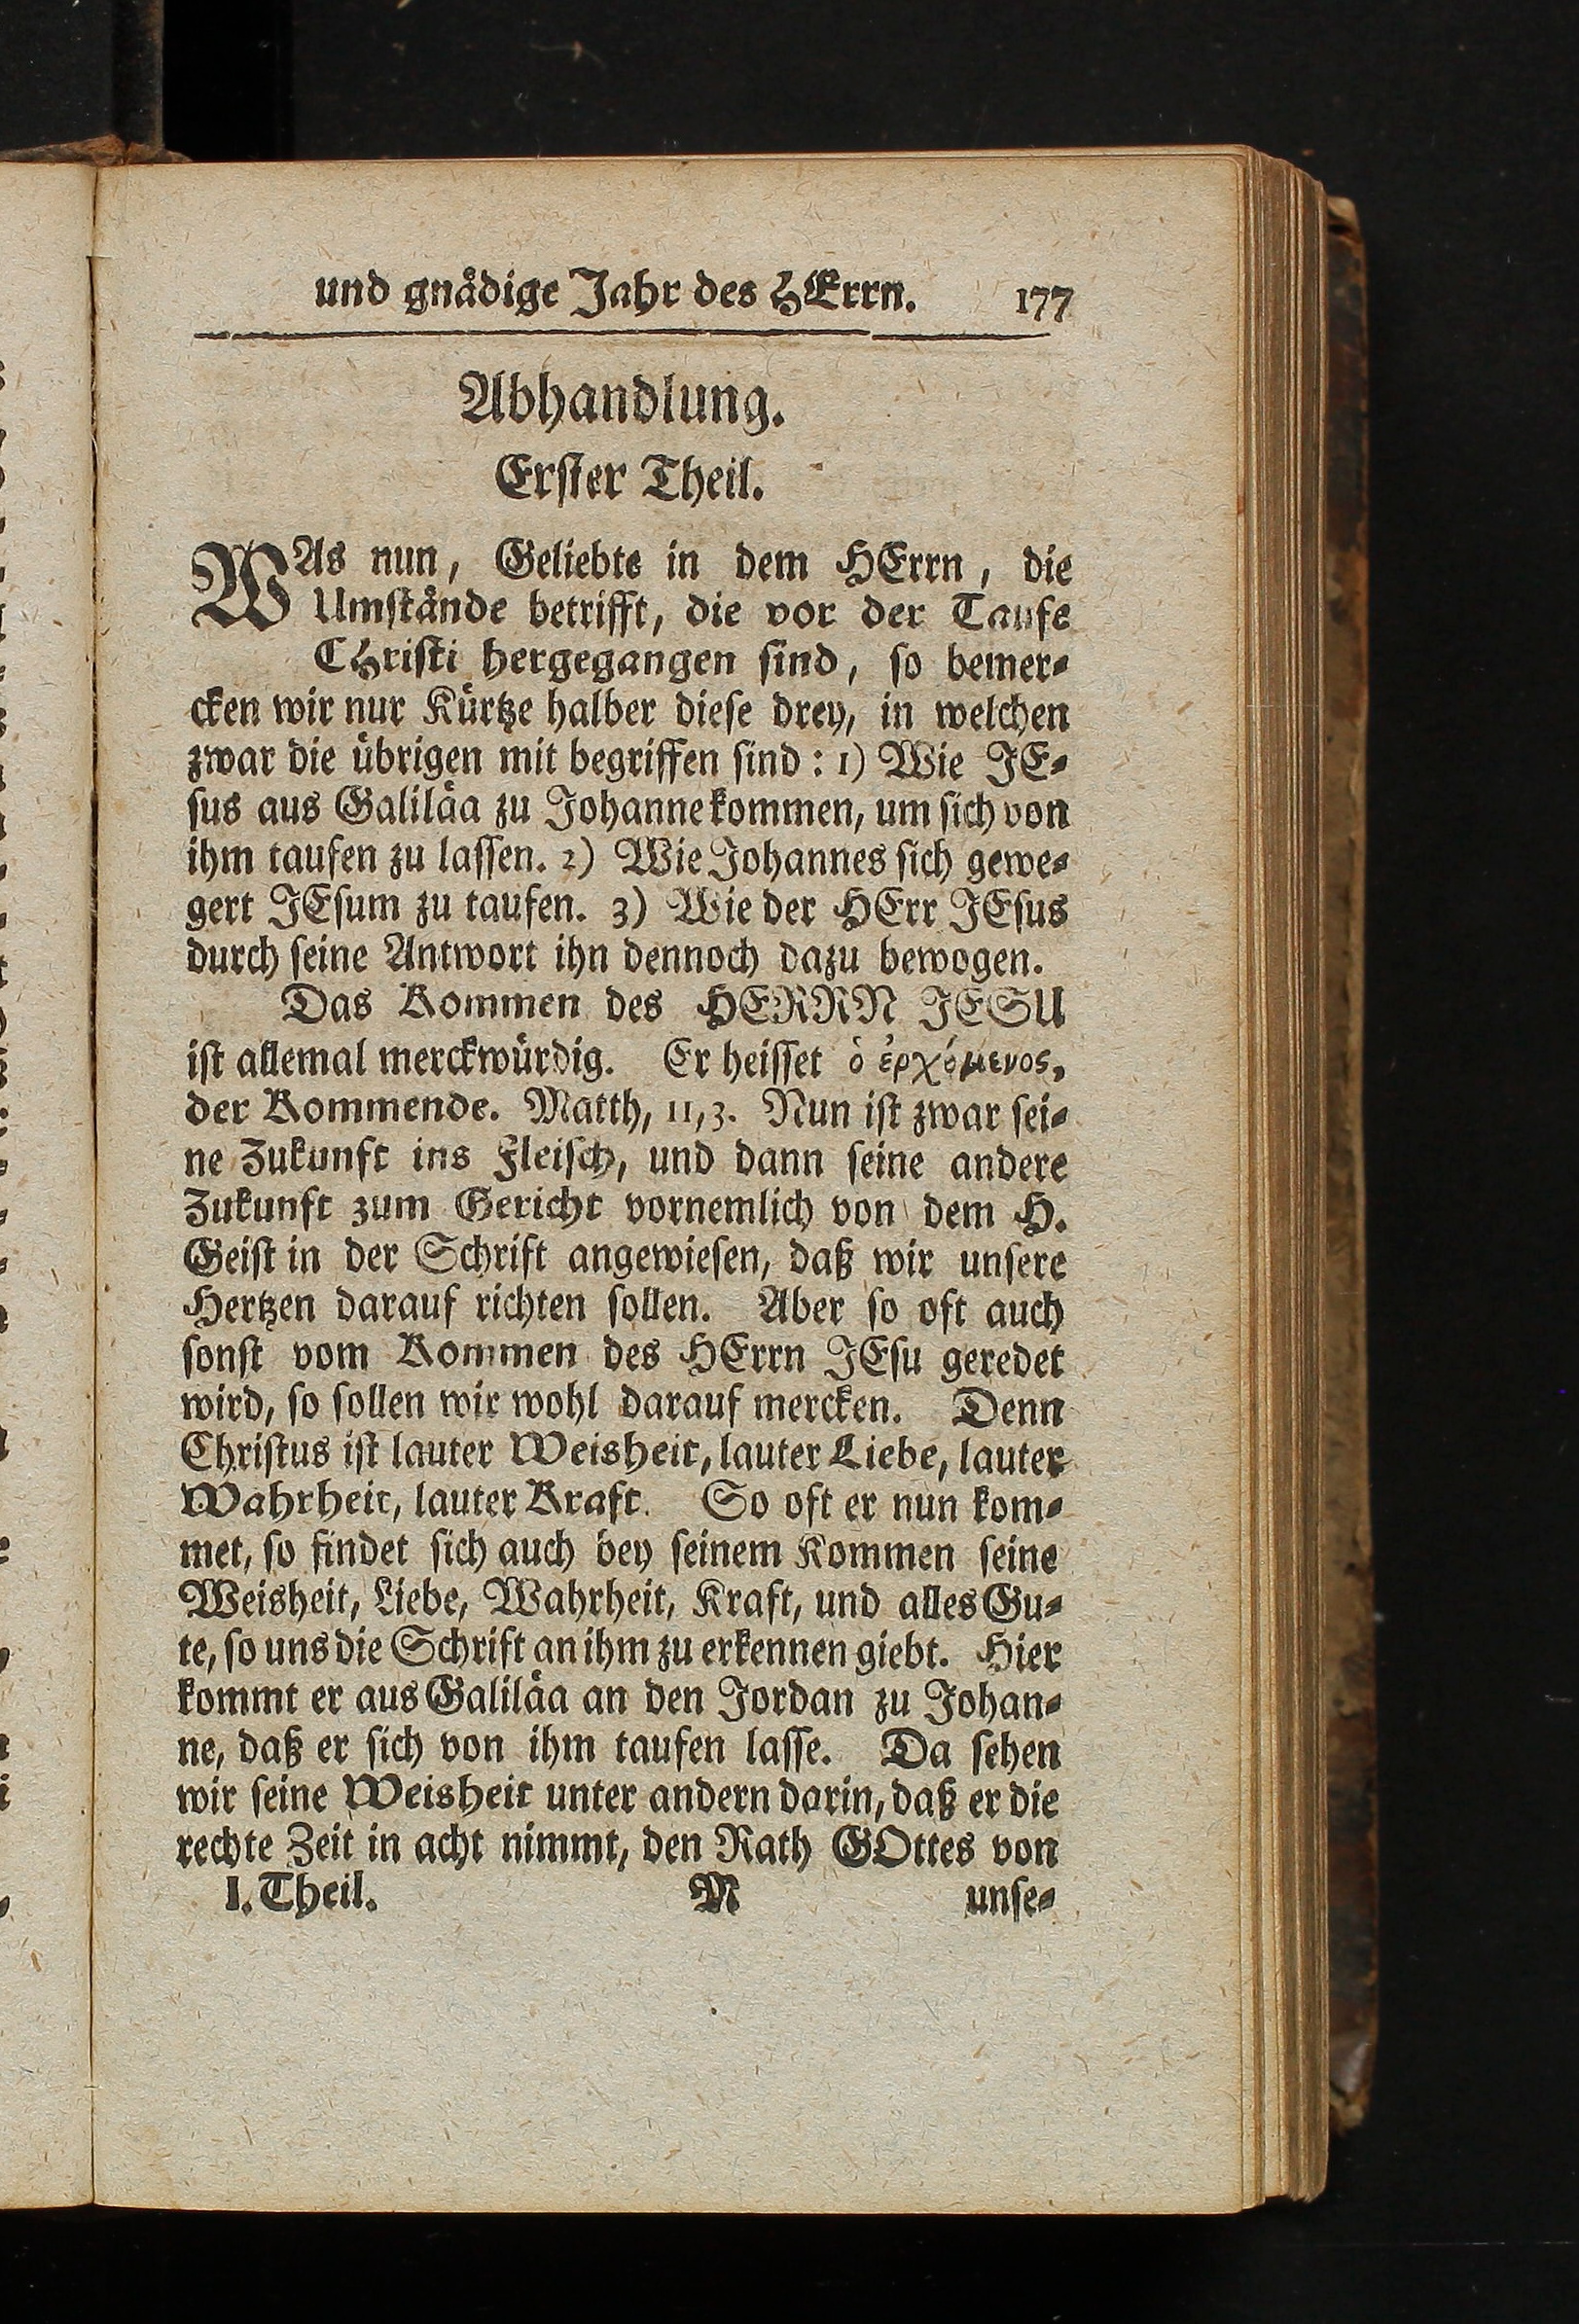 und gnädige Jahr des HErrn. 177
Abhandlung.
Erster Theil.
WAs nun, Geliebte in dem HErrn, die
Umstände betrifft, die vor der Taufe
CHristi hergegangen sind, so bemer-
cken wir nur Kürtze halber diese drey, in welchen
zwar die übrigen mit begriffen sind: 1) Wie JE-
sus aus Galiläa zu Johanne kommen, um sich von
ihm taufen zu lassen. 2) Wie Johannes sich gewe-
gert JEsum zu taufen. 3) Wie der HErr JEsus
durch seine Antwort ihn dennoch dazu bewogen.
Das Kommen des HERRN JESU
ist allemal merckwürdig. Er heisset ὁ ἐρχόμενος,
der Kommende. Matth, 11,3. Nun ist zwar sei-
ne Zukunft ins Fleisch, und dann seine andere
Zukunft zum Gericht vornemlich von dem H.
Geist in der Schrift angewiesen, daß wir unsere
Hertzen darauf richten sollen. Aber so oft auch
sonst vom Kommen des HErrn JEsu geredet
wird, so sollen wir wohl darauf mercken. Denn
Christus ist lauter Weisheit, lauter Liebe, lauter
Wahrheit, lauter Kraft. So oft er nun kom-
met, so findet sich auch bey seinem Kommen seine
Weisheit, Liebe, Wahrheit, Kraft, und alles Gu-
te, so uns die Schrift an ihm zu erkennen giebt. Hier
kommt er aus Galiläa an den Jordan zu Johan-
ne, daß er sich von ihm taufen lasse. Da sehen
wir seine Weisheit unter andern darin, daß er die
rechte Zeit in acht nimmt, den Rath GOttes von
I. Theil. M unse-